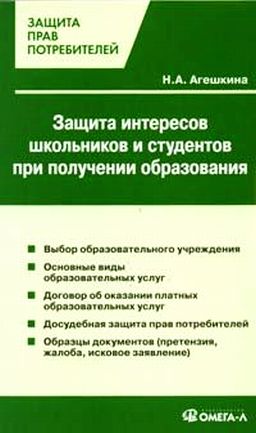 ЗАЩИТА
ПРАВ
ПОТРЕБИТЕЛЕЙ
Н.А. Агешкина
Защита интересов
школьников и студентов
при получении образования
Выбор образовательного учреждения
Основные виды
образовательных услуг
Договор об оказании платных
образовательных услуг
Досудебная защита прав потребителей
Образцы документов (претензия,
жалоба, исковое заявление)
ИЗДАТЕЛЬСТВО
ОМЕГА-Л